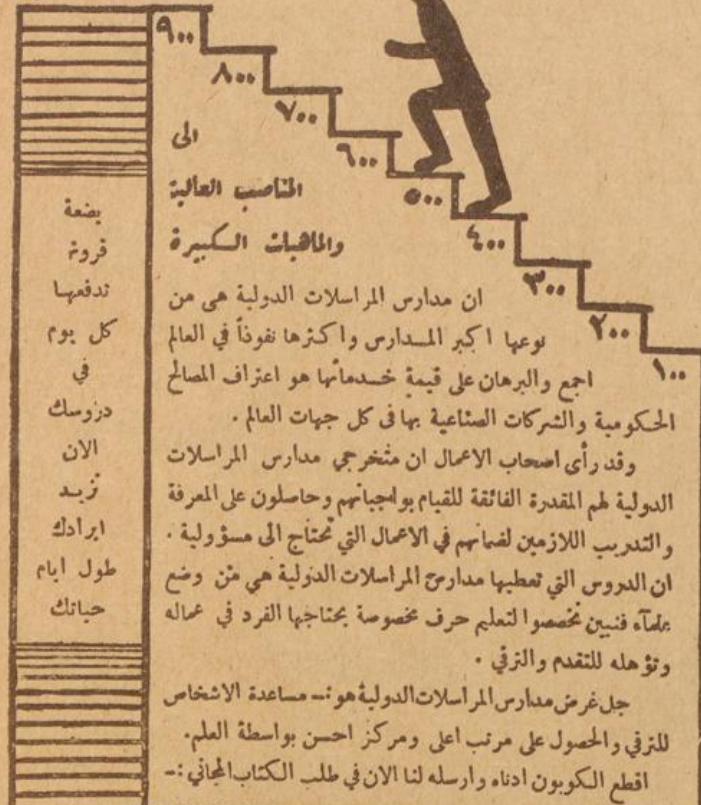 ٩٠٠
٨٠٠
٧٠٠
٦٠٠
٥٠٠
٤٠٠
٣٠٠
٢٠٠
١٠٠
الى
المناصب العالية
والماهيات الكبيرة
ان مدارس المراسلات الدولية هى من
نوعها اكبر المدارس واكثرها نفوذاً في العالم
اجمع والبرهان على قيمة خدماتها هو اعتراف المصالح
الحكومية والشركات الصناعية بها فى كل جهات العالم .
وقد رأى اصحاب الاعمال ان متخرجي مدارس المراسلات
الدولية لهم المقدرة الفائقة للقيام بواجباتهم وحاصلون على المعرفة
والتدريب اللازمين لضمانهم في الاعمال التي تحتاج الى مسؤولية .
ان الدروس التي تعطيها مدارس المراسلات الدولية هي من وضع
علماء فنيين تخصصوا لتعليم حرف مخصوصة يحتاجها الفرد في عماله
وتؤهله للتقدم والترقي .
جل غرض مدارس المراسلات الدولية هو :ـ مساعدة الاشخاص
للترقي والحصول على مرتب اعلى ومركز احسن بواسطة العلم.
اقطع الكوبون ادناه وارسله لنا الان في طلب الكتاب المجاني :ـ
بضعة
قروش
تدفعها
كل يوم
في
دروسك
الان
تزيد
ايرادك
طول ايام
حياتك